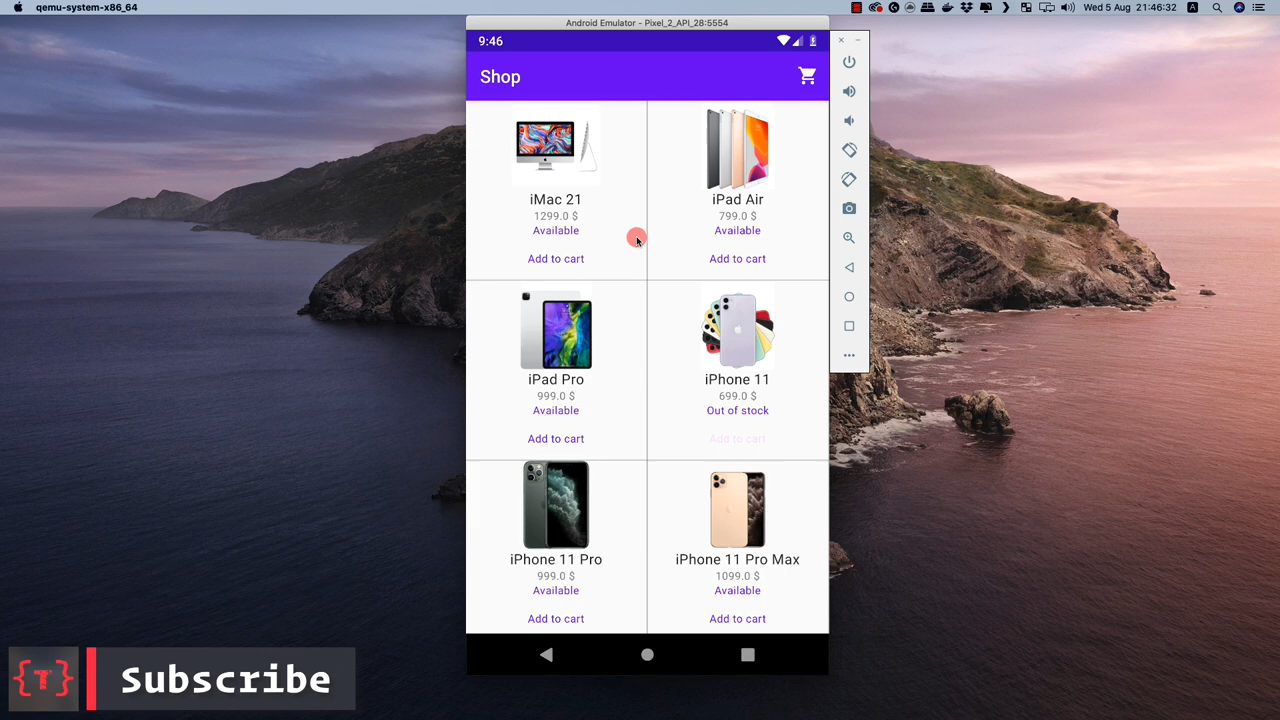 qemu-system-x86_64
Wed 5 Aug 21:46:32
A
Android Emulator - Pixel_2_API_28:5554
9:46
Shop
iMac 21
1299.0 $
Available
Add to cart
iPad Air
799.0 $
Available
Add to cart
iPad Pro
999.0 $
Available
Add to cart
iPhone 11
699.0 $
Out of stock
Add to cart
iPhone 11 Pro
999.0 $
Available
Add to cart
iPhone 11 Pro Max
1099.0 $
Available
Add to cart
{T}
Subscribe